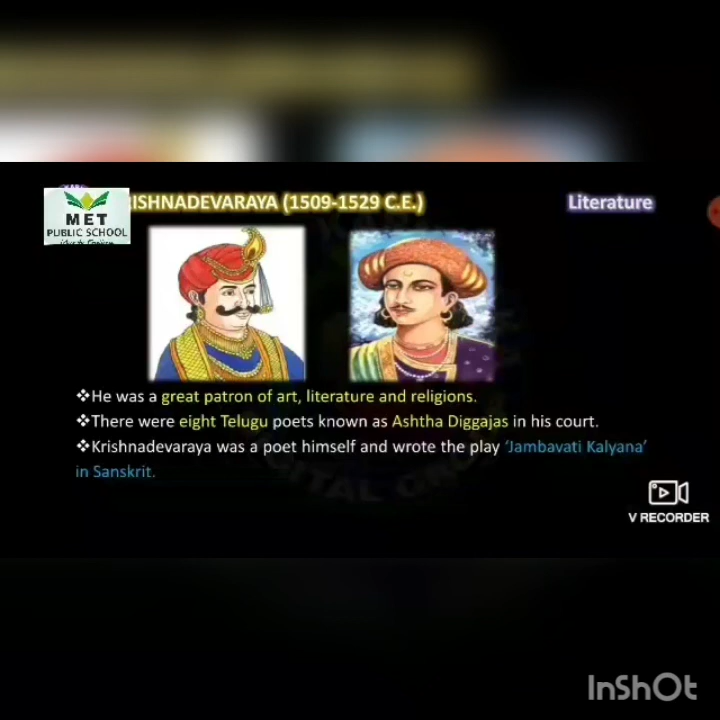 RISHNADEVARAYA (1509-1529 C.E.)
Literature
MET
PUBLIC SCHOOL
❖He was a great patron of art, literature and religions.
❖There were eight Telugu poets known as Ashtha Diggajas in his court.
❖Krishnadevaraya was a poet himself and wrote the play ‘Jambavati Kalyana’
in Sanskrit.
V RECORDER
InShOt